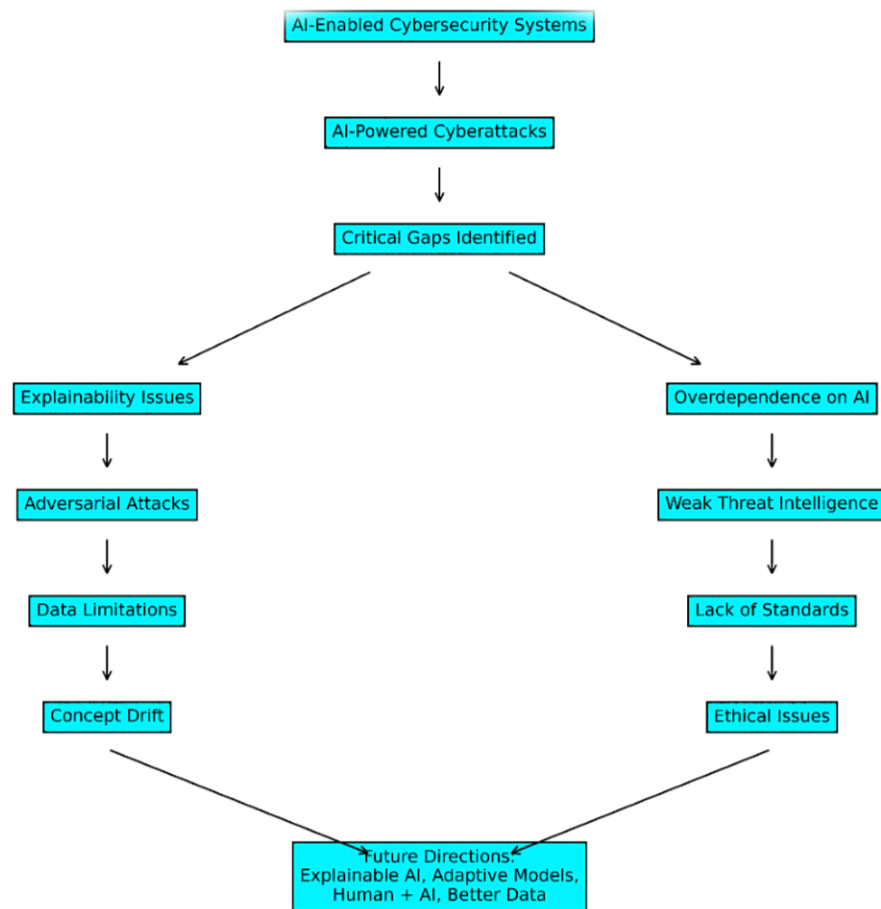 AI-Enabled Cybersecurity Systems
AI-Powered Cyberattacks
Critical Gaps Identified
Explainability Issues
Overdependence on AI
Adversarial Attacks
Weak Threat Intelligence
Data Limitations
Lack of Standards
Concept Drift
Ethical Issues
Future Directions:
Explainable AI, Adaptive Models,
Human + AI, Better Data